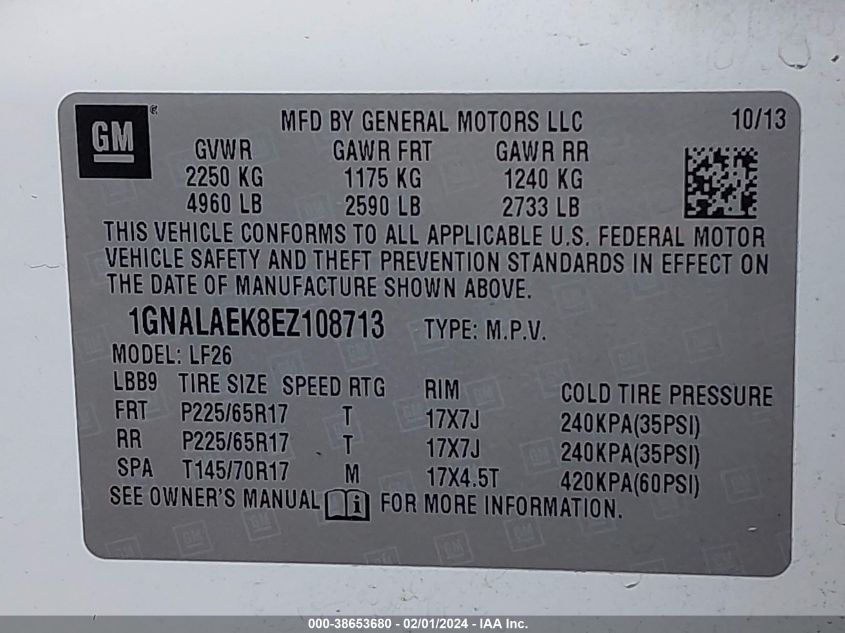 GM
MFD BY GENERAL MOTORS LLC 10/13
GVWR GAWR FRT GAWR RR
2250 KG 1175 KG 1240 KG
4960 LB 2590 LB 2733 LB
THIS VEHICLE CONFORMS TO ALL APPLICABLE U.S. FEDERAL MOTOR
VEHICLE SAFETY AND THEFT PREVENTION STANDARDS IN EFFECT ON
THE DATE OF MANUFACTURE SHOWN ABOVE.
1GNALAEK8EZ108713 TYPE: M.P.V.
MODEL: LF26
LBB9 TIRE SIZE SPEED RTG RIM COLD TIRE PRESSURE
FRT P225/65R17 T 17X7J 240KPA(35PSI)
RR P225/65R17 T 17X7J 240KPA(35PSI)
SPA T145/70R17 M 17X4.5T 420KPA(60PSI)
SEE OWNER'S MANUAL i FOR MORE INFORMATION.
000-38653680 - 02/01/2024 - IAA Inc.